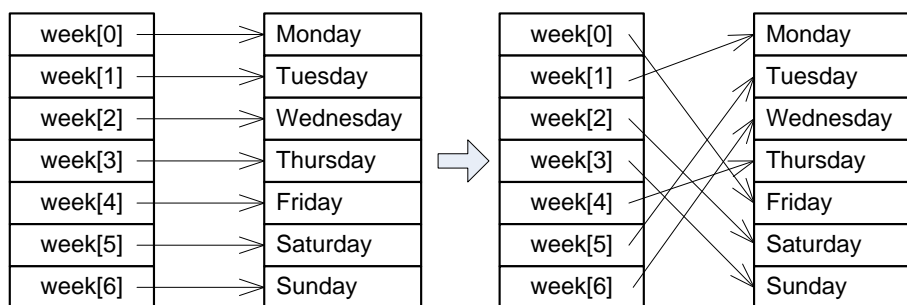 week[0] Monday week[0] Monday
week[1] Tuesday week[1] Tuesday
week[2] Wednesday week[2] Wednesday
week[3] Thursday week[3] Thursday
week[4] Friday week[4] Friday
week[5] Saturday week[5] Saturday
week[6] Sunday week[6] Sunday